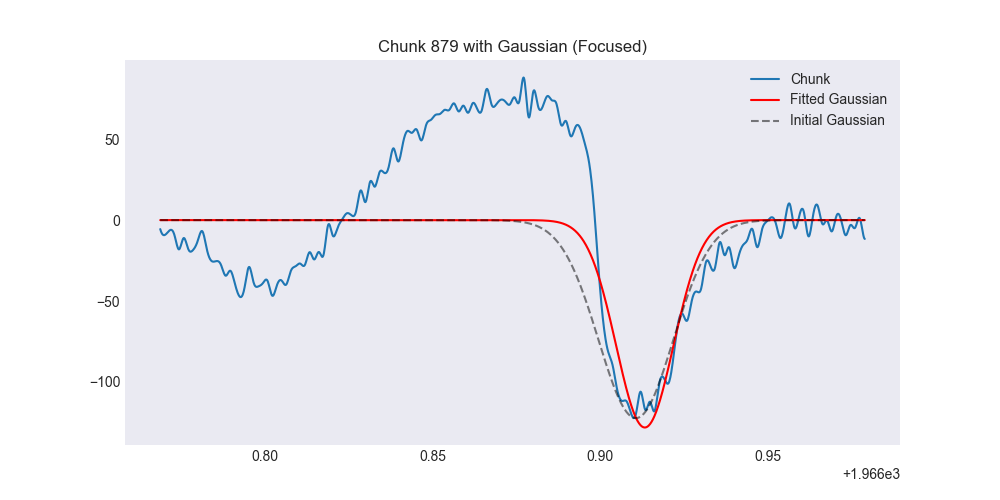 Chunk 879 with Gaussian (Focused)
Chunk
Fitted Gaussian
Initial Gaussian
50
0
−50
−100
0.80 0.85 0.90 0.95
+1.966e3